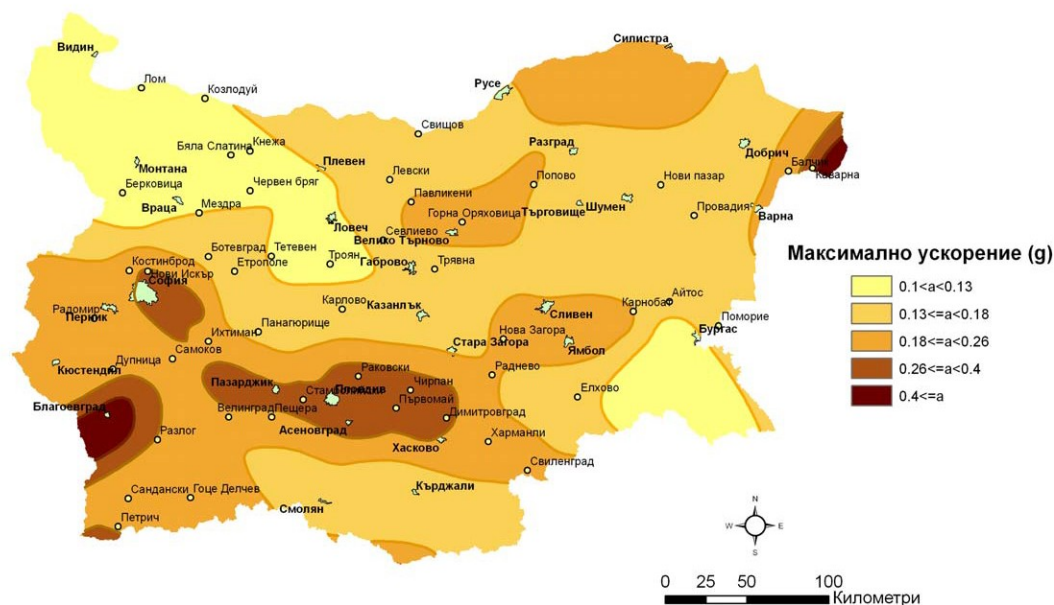 Силистра
Видин
Лом
Козлодуй
Русе
Свищов
Кнежа
Бяла Слатина
Плевен
Разград
Добрич
Монтана
Балчик
Каварна
Берковица
Червен бряг
Левски
Попово
Нови пазар
Враца
Мездра
Павликени
Горна Оряховица
Търговище
Шумен
Провадия
Варна
Ловеч
Севлиево
Велико Търново
Ботевград
Тетевен
Костинброд
Нови Искър
Етрополе
Троян
Габрово
Трявна
София
Радомир
Перник
Карлово
Казанлък
Сливен
Карнобат
Айтос
Панагюрище
Поморие
Бургас
Ихтиман
Нова Загора
Стара Загора
Ямбол
Самоков
Дупница
Кюстендил
Раковски
Раднево
Пазарджик
Пловдив
Чирпан
Стамболийски
Елхово
Благоевград
Велинград
Пещера
Първомай
Димитровград
Асеновград
Разлог
Хасково
Харманли
Свиленград
Сандански
Гоце Делчев
Кърджали
Смолян
Петрич
Максимално ускорение (g)
0.1<a<0.13
0.13<=a<0.18
0.18<=a<0.26
0.26<=a<0.4
0.4<=a
N
W E
S
0 25 50 100
Километри